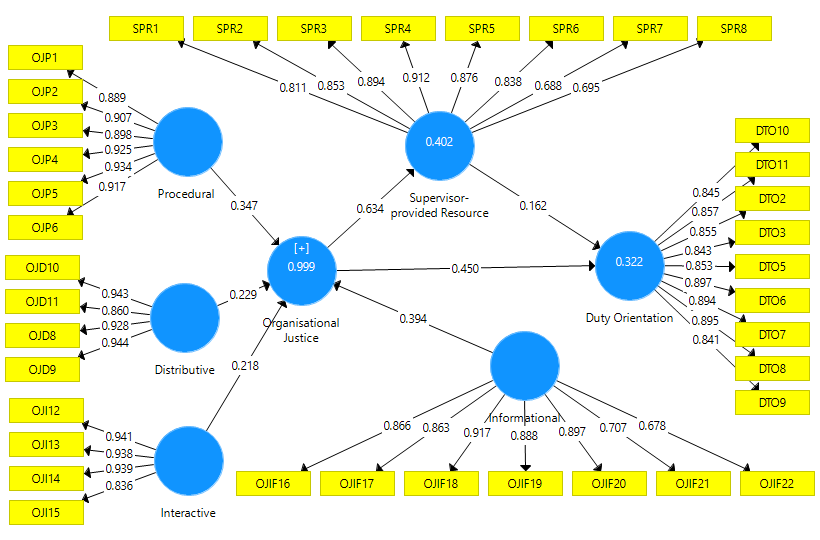 SPR1
SPR2
SPR3
SPR4
SPR5
SPR6
SPR7
SPR8
0.811
0.853
0.894
0.912
0.876
0.838
0.688
0.695
OJP1
OJP2
OJP3
OJP4
OJP5
OJP6
0.889
0.907
0.898
0.925
0.934
0.917
Procedural
0.347
0.402
Supervisor-
provided Resource
0.634
0.162
[+]
0.999
Organisational
Justice
0.450
0.322
Duty Orientation
DTO10
DTO11
DTO2
DTO3
DTO5
DTO6
DTO7
DTO8
DTO9
0.845
0.857
0.855
0.843
0.853
0.897
0.894
0.895
0.841
OJD10
OJD11
OJD8
OJD9
0.943
0.860
0.928
0.944
Distributive
0.229
0.218
0.394
OJI12
OJI13
OJI14
OJI15
0.941
0.938
0.939
0.836
Interactive
Informational
0.866
0.863
0.917
0.888
0.897
0.707
0.678
OJIF16
OJIF17
OJIF18
OJIF19
OJIF20
OJIF21
OJIF22